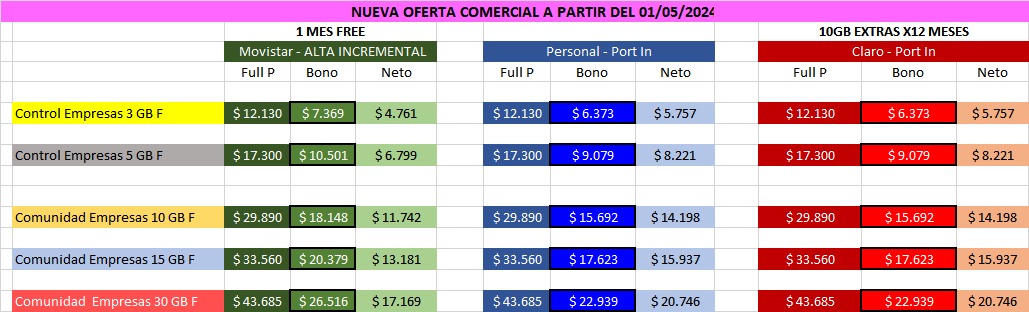 NUEVA OFERTA COMERCIAL A PARTIR DEL 01/05/2024
1 MES FREE 10GB EXTRAS X12 MESES
Movistar - ALTA INCREMENTAL Personal - Port In Claro - Port In
Full P Bono Neto Full P Bono Neto Full P Bono Neto
Control Empresas 3 GB F $ 12.130 $ 7.369 $ 4.761 $ 12.130 $ 6.373 $ 5.757 $ 12.130 $ 6.373 $ 5.757
Control Empresas 5 GB F $ 17.300 $ 10.501 $ 6.799 $ 17.300 $ 9.079 $ 8.221 $ 17.300 $ 9.079 $ 8.221
Comunidad Empresas 10 GB F $ 29.890 $ 18.148 $ 11.742 $ 29.890 $ 15.692 $ 14.198 $ 29.890 $ 15.692 $ 14.198
Comunidad Empresas 15 GB F $ 33.560 $ 20.379 $ 13.181 $ 33.560 $ 17.623 $ 15.937 $ 33.560 $ 17.623 $ 15.937
Comunidad Empresas 30 GB F $ 43.685 $ 26.516 $ 17.169 $ 43.685 $ 22.939 $ 20.746 $ 43.685 $ 22.939 $ 20.746